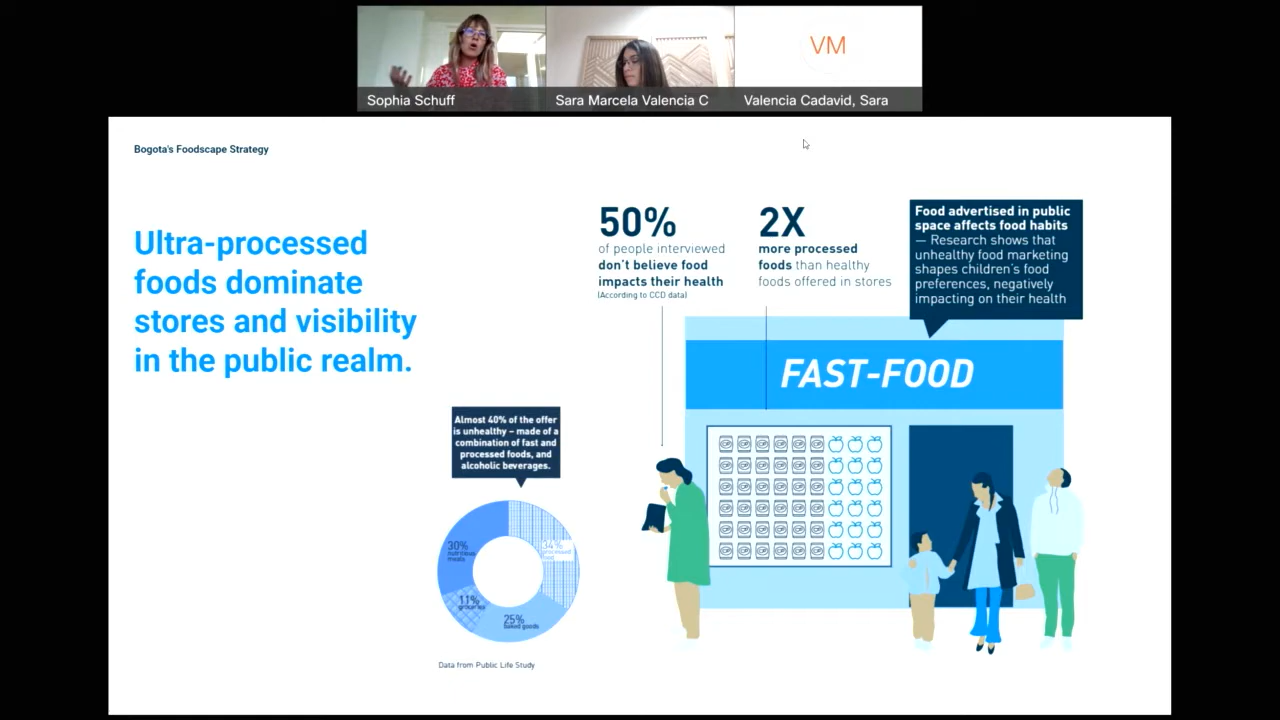 VM
Sophia Schuff
Sara Marcela Valencia C
Valencia Cadavid, Sara
Bogota's Foodscape Strategy
Ultra-processed
foods dominate
stores and visibility
in the public realm.
50%
of people interviewed
don't believe food
impacts their health
(According to CCD data)
2X
more processed
foods than healthy
foods offered in stores
Food advertised in public
space affects food habits
— Research shows that
unhealthy food marketing
shapes children's food
preferences, negatively
impacting on their health
FAST-FOOD
Almost 40% of the offer
is unhealthy – made of a
combination of fast and
processed foods, and
alcoholic beverages.
30%
nutritious
meals
34%
processed
food
11%
groceries
25%
baked goods
Data from Public Life Study